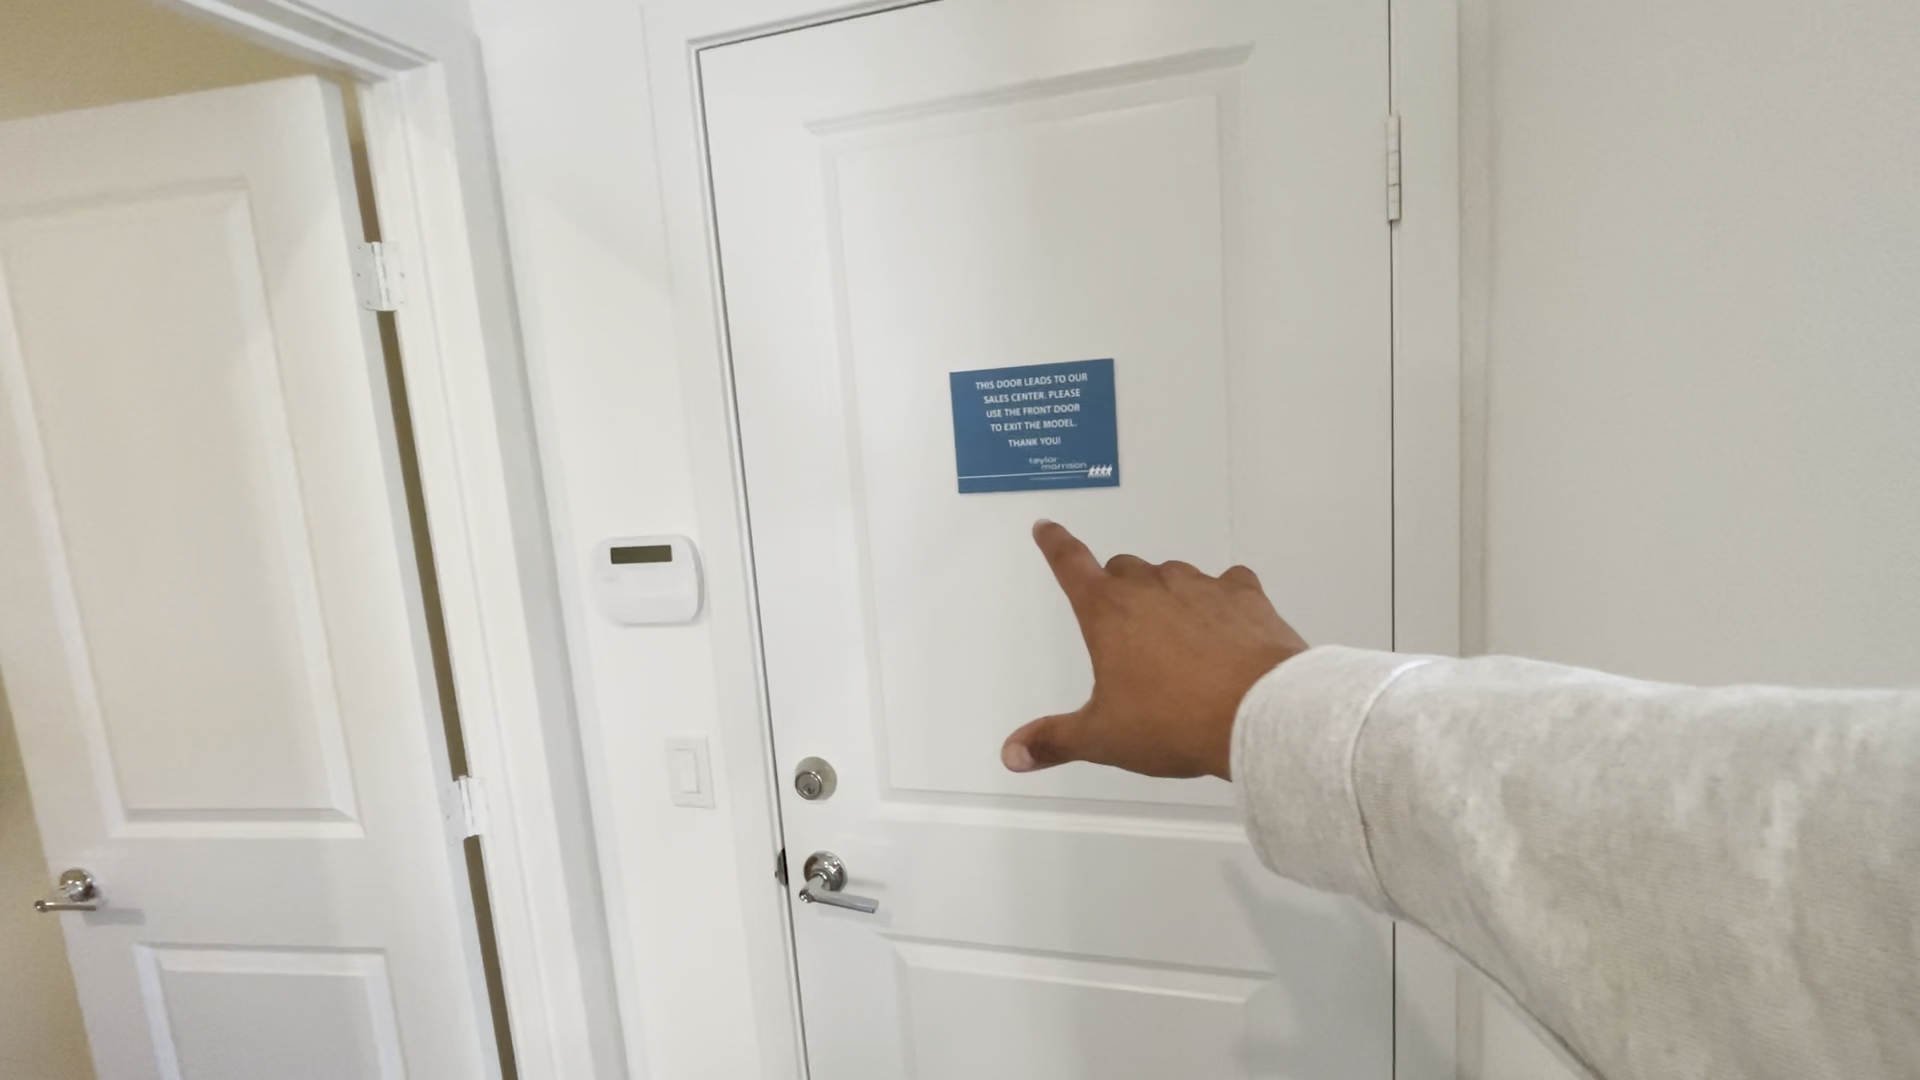 THIS DOOR LEADS TO OUR
SALES CENTER. PLEASE
USE THE FRONT DOOR
TO EXIT THE MODEL.
THANK YOU!
taylor
morrison